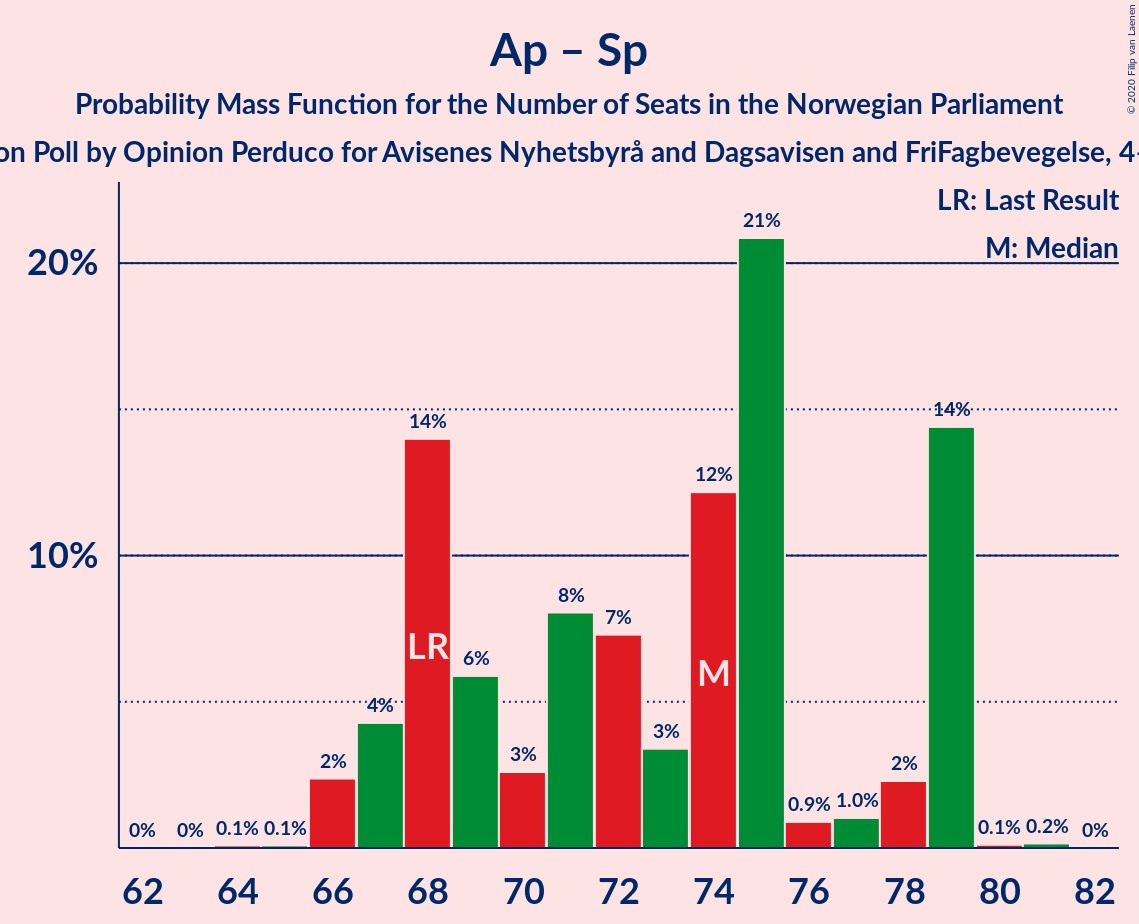 Ap – Sp
Probability Mass Function for the Number of Seats in the Norwegian Parliament
on Poll by Opinion Perduco for Avisenes Nyhetsbyrå and Dagsavisen and FriFagbevegelse, 4
© 2020 Filip van Laenen
LR: Last Result
M: Median
20%
10%
0%
0%
0.1%
0.1%
2%
4%
14%
6%
3%
8%
7%
3%
12%
21%
0.9%
1.0%
2%
14%
0.1%
0.2%
0%
LR
M
62 64 66 68 70 72 74 76 78 80 82